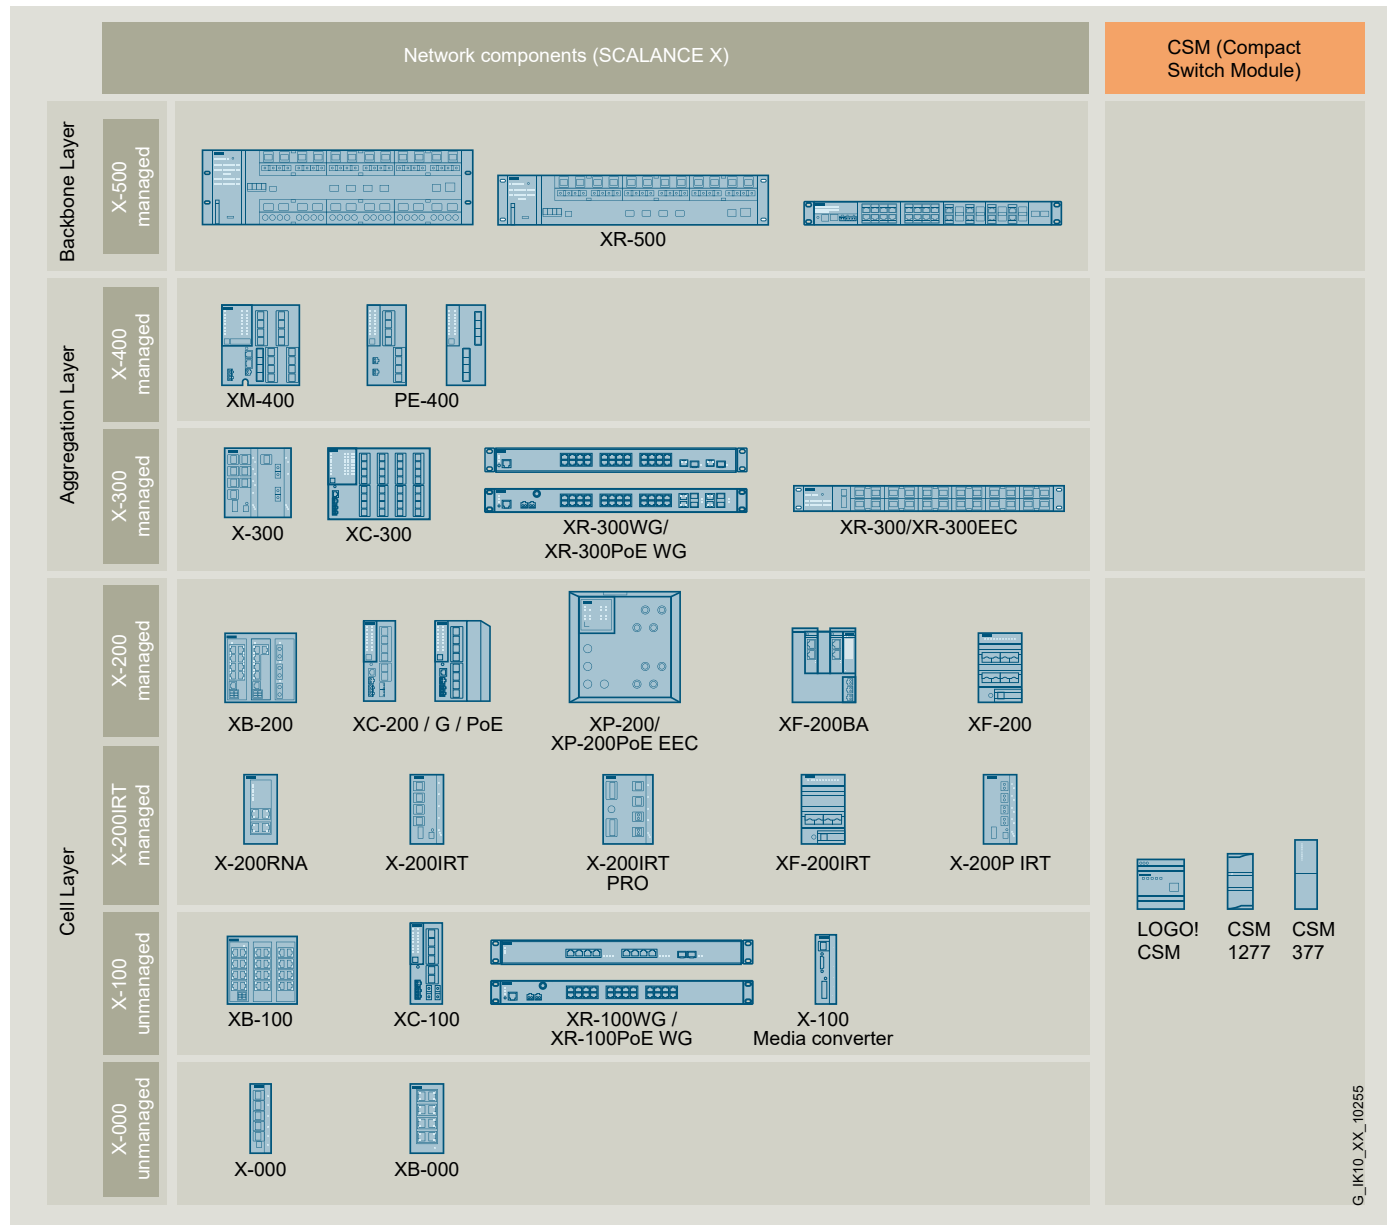 Network components (SCALANCE X)
CSM (Compact
Switch Module)
Backbone Layer
X-500
managed
XR-500
Aggregation Layer
X-400
managed
XM-400
PE-400
X-300
managed
X-300
XC-300
XR-300WG/
XR-300PoE WG
XR-300/XR-300EEC
Cell Layer
X-200
managed
XB-200
XC-200 / G / PoE
XP-200/
XP-200PoE EEC
XF-200BA
XF-200
X-200IRT
managed
X-200RNA
X-200IRT
X-200IRT
PRO
XF-200IRT
X-200P IRT
LOGO!
CSM
CSM
1277
CSM
377
X-100
unmanaged
XB-100
XC-100
XR-100WG /
XR-100PoE WG
X-100
Media converter
X-000
unmanaged
X-000
XB-000
G_IK10_XX_10255